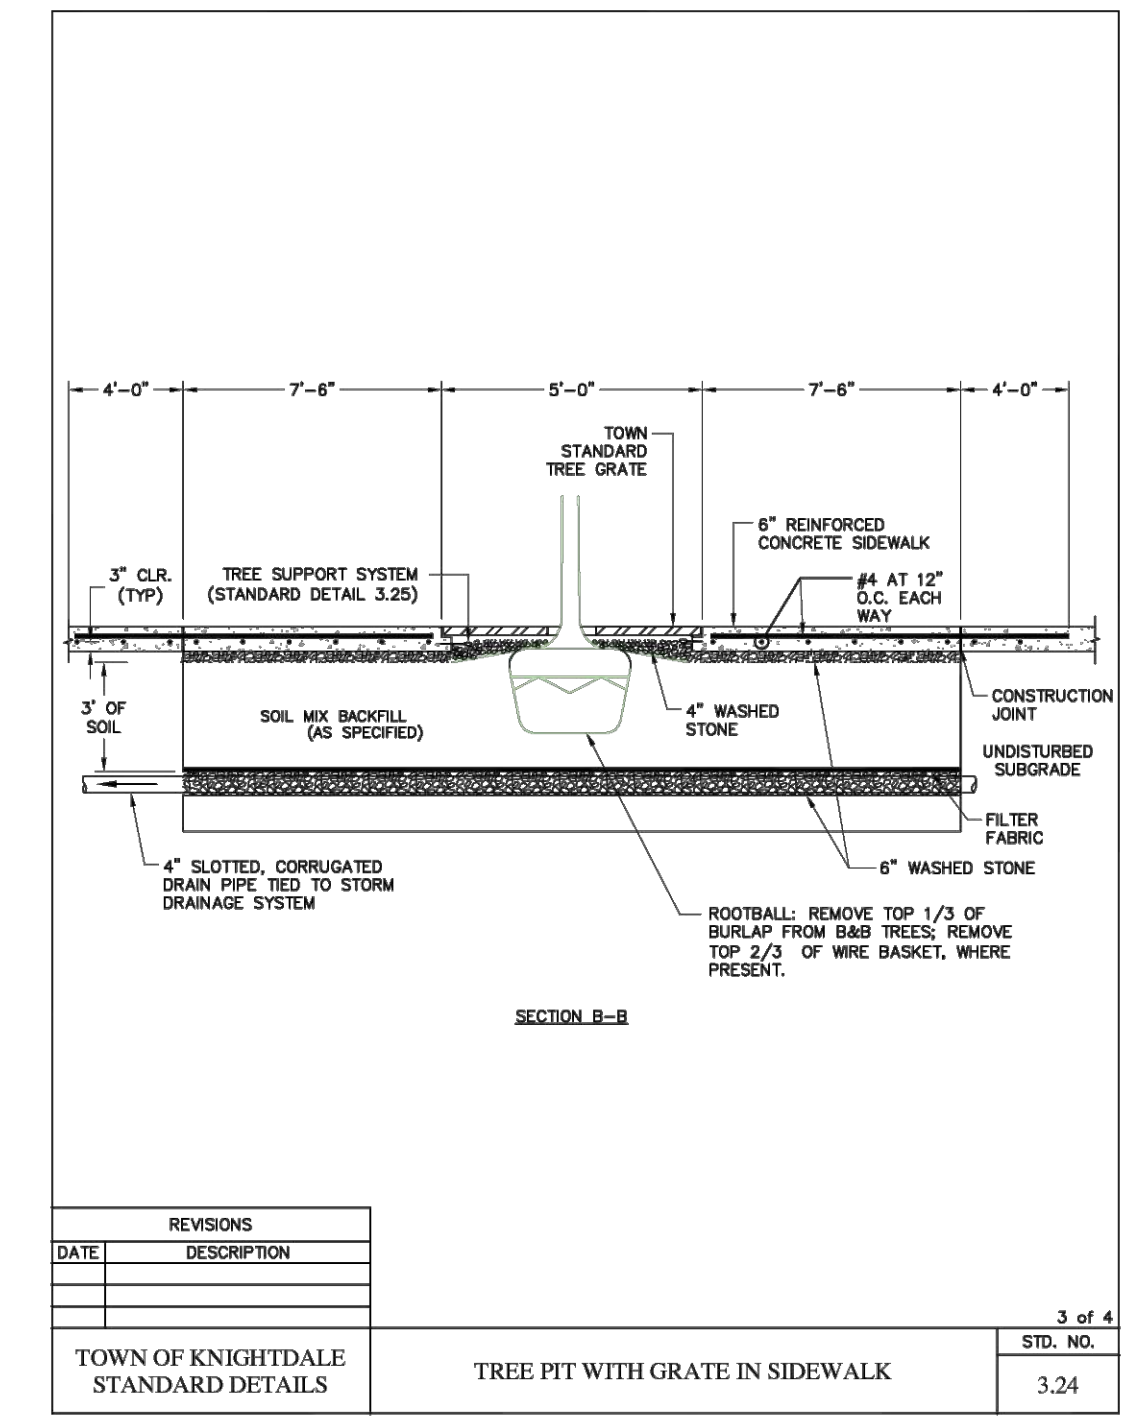 4'-0" 7'-6" 5'-0" 7'-6" 4'-0"
TOWN
STANDARD
TREE GRATE
6" REINFORCED
CONCRETE SIDEWALK
3" CLR.
(TYP)
TREE SUPPORT SYSTEM
(STANDARD DETAIL 3.25)
#4 AT 12"
O.C. EACH
WAY
3' OF
SOIL
SOIL MIX BACKFILL
(AS SPECIFIED)
4" WASHED
STONE
CONSTRUCTION
JOINT
UNDISTURBED
SUBGRADE
FILTER
FABRIC
4" SLOTTED, CORRUGATED
DRAIN PIPE TIED TO STORM
DRAINAGE SYSTEM
6" WASHED STONE
ROOTBALL: REMOVE TOP 1/3 OF
BURLAP FROM B&B TREES; REMOVE
TOP 2/3 OF WIRE BASKET, WHERE
PRESENT.
SECTION B-B
REVISIONS
DATE DESCRIPTION
3 of 4
TOWN OF KNIGHTDALE
STANDARD DETAILS
TREE PIT WITH GRATE IN SIDEWALK
STD. NO.
3.24